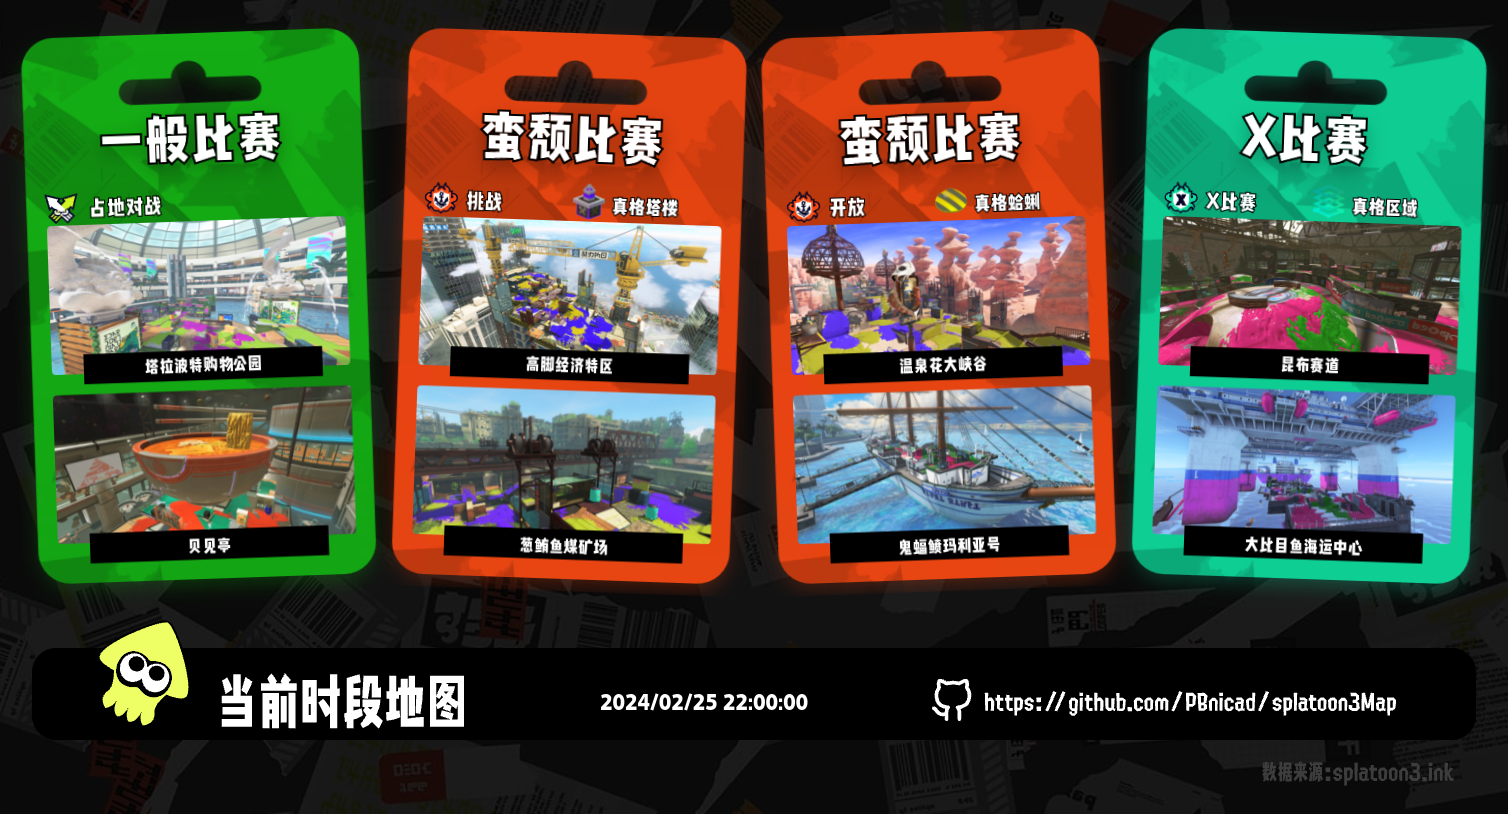 一般比赛
占地对战
塔拉波特购物公园
贝贝亭
蛮颓比赛
挑战
真格塔楼
高脚经济特区
葱鲔鱼煤矿场
蛮颓比赛
开放
真格蛤蜊
温泉花大峡谷
鬼蝠鲼玛利亚号
X比赛
X比赛
真格区域
昆布赛道
大比目鱼海运中心
当前时段地图
2024/02/25 22:00:00
https://github.com/PBnicad/splatoon3Map
数据来源:splatoon3.ink